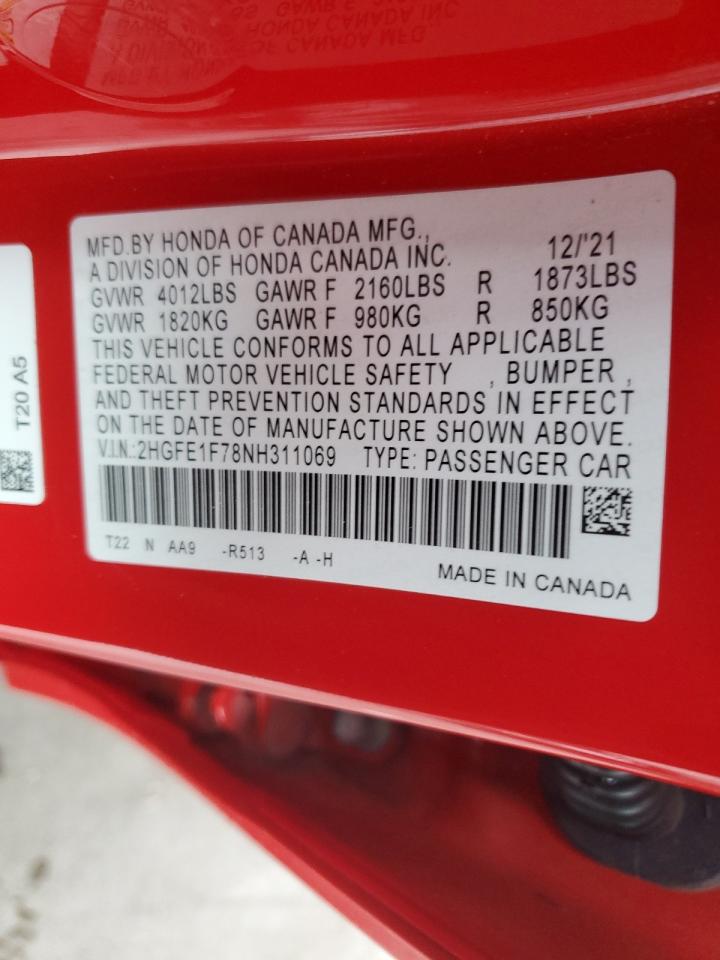 MFD.BY HONDA OF CANADA MFG.,
A DIVISION OF HONDA CANADA INC. 12/'21
GVWR 4012LBS GAWR F 2160LBS R 1873LBS
GVWR 1820KG GAWR F 980KG R 850KG
THIS VEHICLE CONFORMS TO ALL APPLICABLE
FEDERAL MOTOR VEHICLE SAFETY , BUMPER ,
AND THEFT PREVENTION STANDARDS IN EFFECT
ON THE DATE OF MANUFACTURE SHOWN ABOVE.
V.I.N.:2HGFE1F78NH311069 TYPE: PASSENGER CAR
T22 N AA9 -R513 -A -H
MADE IN CANADA
T20 A5